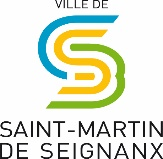 VILLE DE
SAINT-MARTIN
DE SEIGNANX